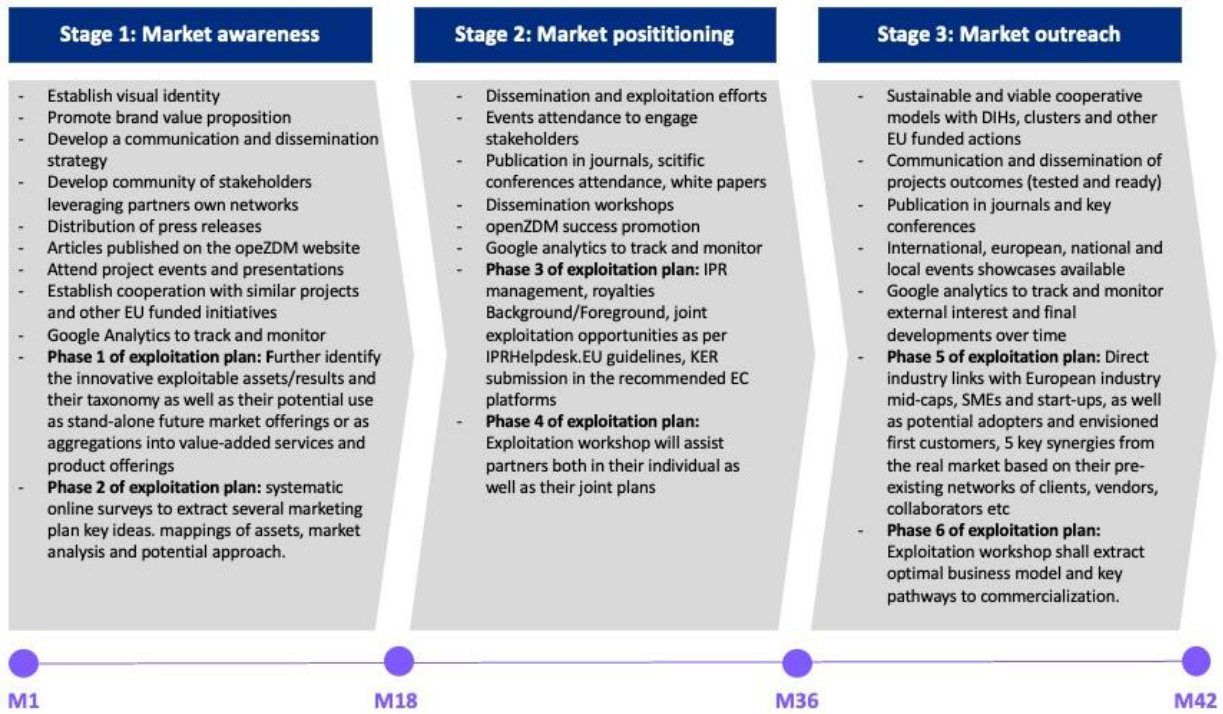 Stage 1: Market awareness
- Establish visual identity
- Promote brand value proposition
- Develop a communication and dissemination
strategy
- Develop community of stakeholders
leveraging partners own networks
- Distribution of press releases
- Articles published on the opeZDM website
- Attend project events and presentations
- Establish cooperation with similar projects
and other EU funded initiatives
- Google Analytics to track and monitor
- Phase 1 of exploitation plan: Further identify
the innovative exploitable assets/results and
their taxonomy as well as their potential use
as stand-alone future market offerings or as
aggregations into value-added services and
product offerings
- Phase 2 of exploitation plan: systematic
online surveys to extract several marketing
plan key ideas. mappings of assets, market
analysis and potential approach.
Stage 2: Market posititioning
- Dissemination and exploitation efforts
- Events attendance to engage
stakeholders
- Publication in journals, scitific
conferences attendance, white papers
- Dissemination workshops
- openZDM success promotion
- Google analytics to track and monitor
- Phase 3 of exploitation plan: IPR
management, royalties
Background/Foreground, joint
exploitation opportunities as per
IPRHelpdesk.EU guidelines, KER
submission in the recommended EC
platforms
- Phase 4 of exploitation plan:
Exploitation workshop will assist
partners both in their individual as
well as their joint plans
Stage 3: Market outreach
- Sustainable and viable cooperative
models with DIHs, clusters and other
EU funded actions
- Communication and dissemination of
projects outcomes (tested and ready)
- Publication in journals and key
conferences
- International, european, national and
local events showcases available
- Google analytics to track and monitor
external interest and final
developments over time
- Phase 5 of exploitation plan: Direct
industry links with European industry
mid-caps, SMEs and start-ups, as well
as potential adopters and envisioned
first customers, 5 key synergies from
the real market based on their pre-
existing networks of clients, vendors,
collaborators etc
- Phase 6 of exploitation plan:
Exploitation workshop shall extract
optimal business model and key
pathways to commercialization.
M1
M18
M36
M42